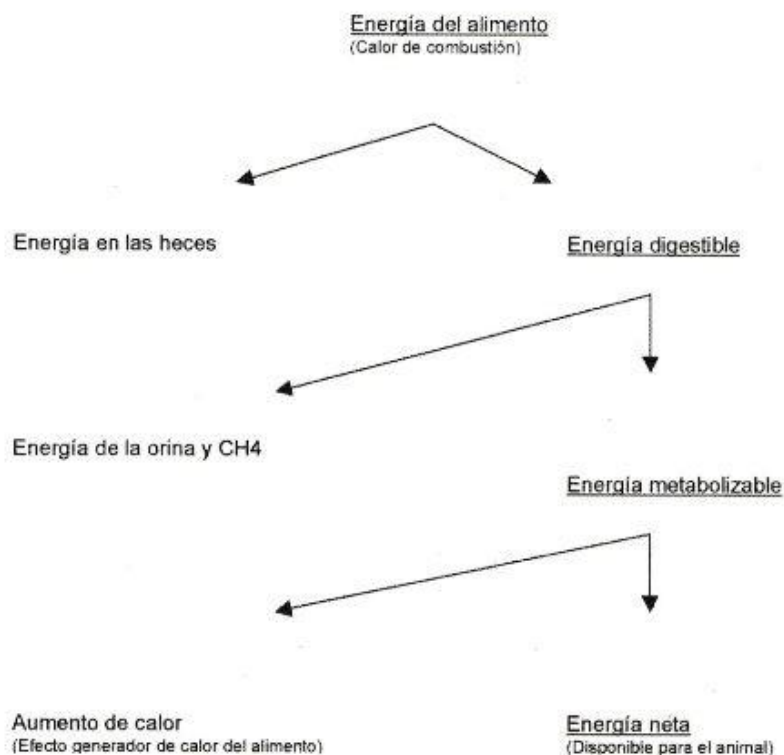 Energía del alimento
(Calor de combustión)
Energía en las heces
Energía digestible
Energía de la orina y CH4
Energía metabolizable
Aumento de calor
(Efecto generador de calor del alimento)
Energía neta
(Disponible para el animal)